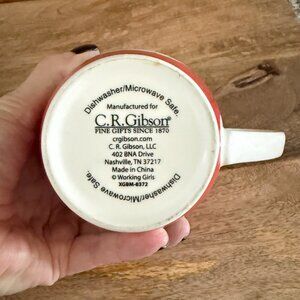 Dishwasher/Microwave Safe.
Manufactured for
C.R. Gibson®
FINE GIFTS SINCE 1870
crgibson.com
C. R. Gibson, LLC
402 BNA Drive
Nashville, TN 37217
Made in China
© Working Girls
XGBM-8372
Dishwasher/Microwave Safe.